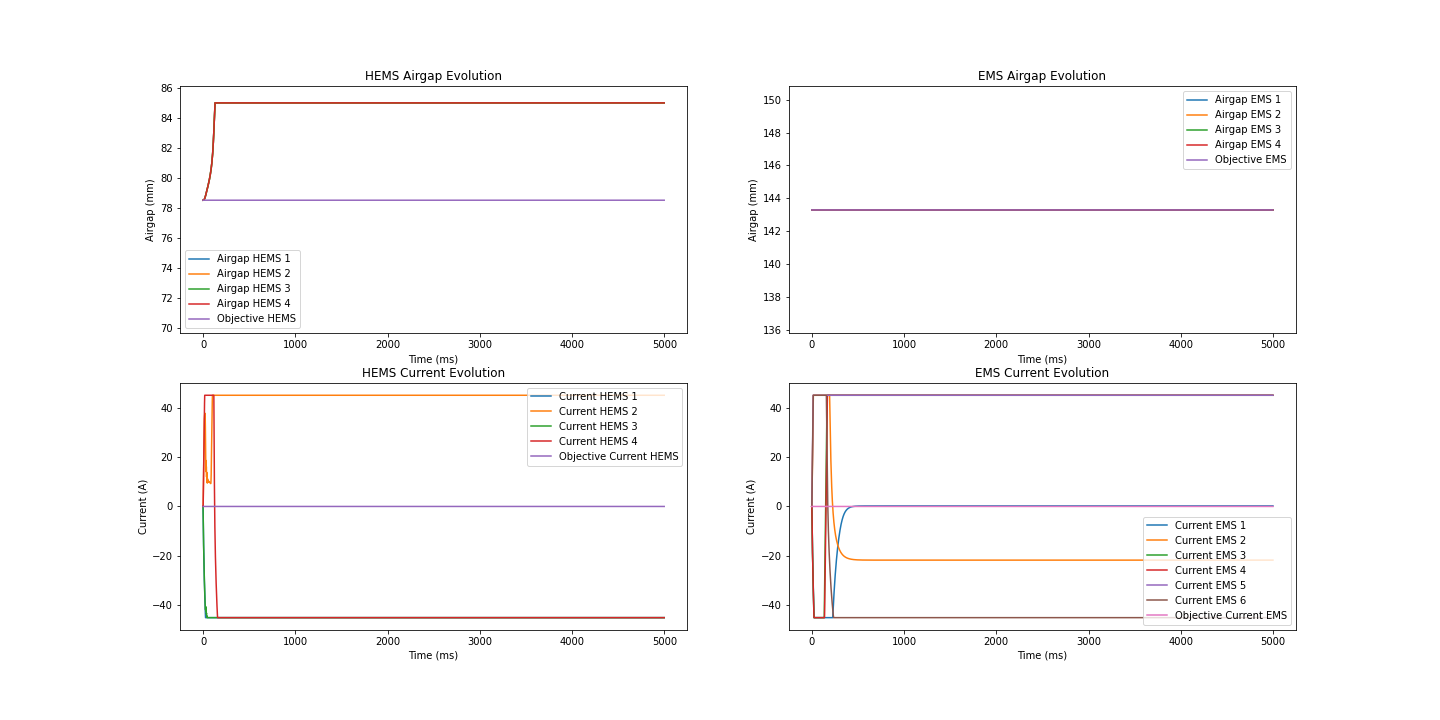 HEMS Airgap Evolution
86
84
82
80
78
76
74
72
70
Airgap (mm)
Airgap HEMS 1
Airgap HEMS 2
Airgap HEMS 3
Airgap HEMS 4
Objective HEMS
0 1000 2000 3000 4000 5000
Time (ms)
EMS Airgap Evolution
150
148
146
144
142
140
138
136
Airgap (mm)
Airgap EMS 1
Airgap EMS 2
Airgap EMS 3
Airgap EMS 4
Objective EMS
0 1000 2000 3000 4000 5000
Time (ms)
HEMS Current Evolution
40
20
0
−20
−40
Current (A)
Current HEMS 1
Current HEMS 2
Current HEMS 3
Current HEMS 4
Objective Current HEMS
0 1000 2000 3000 4000 5000
Time (ms)
EMS Current Evolution
40
20
0
−20
−40
Current (A)
Current EMS 1
Current EMS 2
Current EMS 3
Current EMS 4
Current EMS 5
Current EMS 6
Objective Current EMS
0 1000 2000 3000 4000 5000
Time (ms)